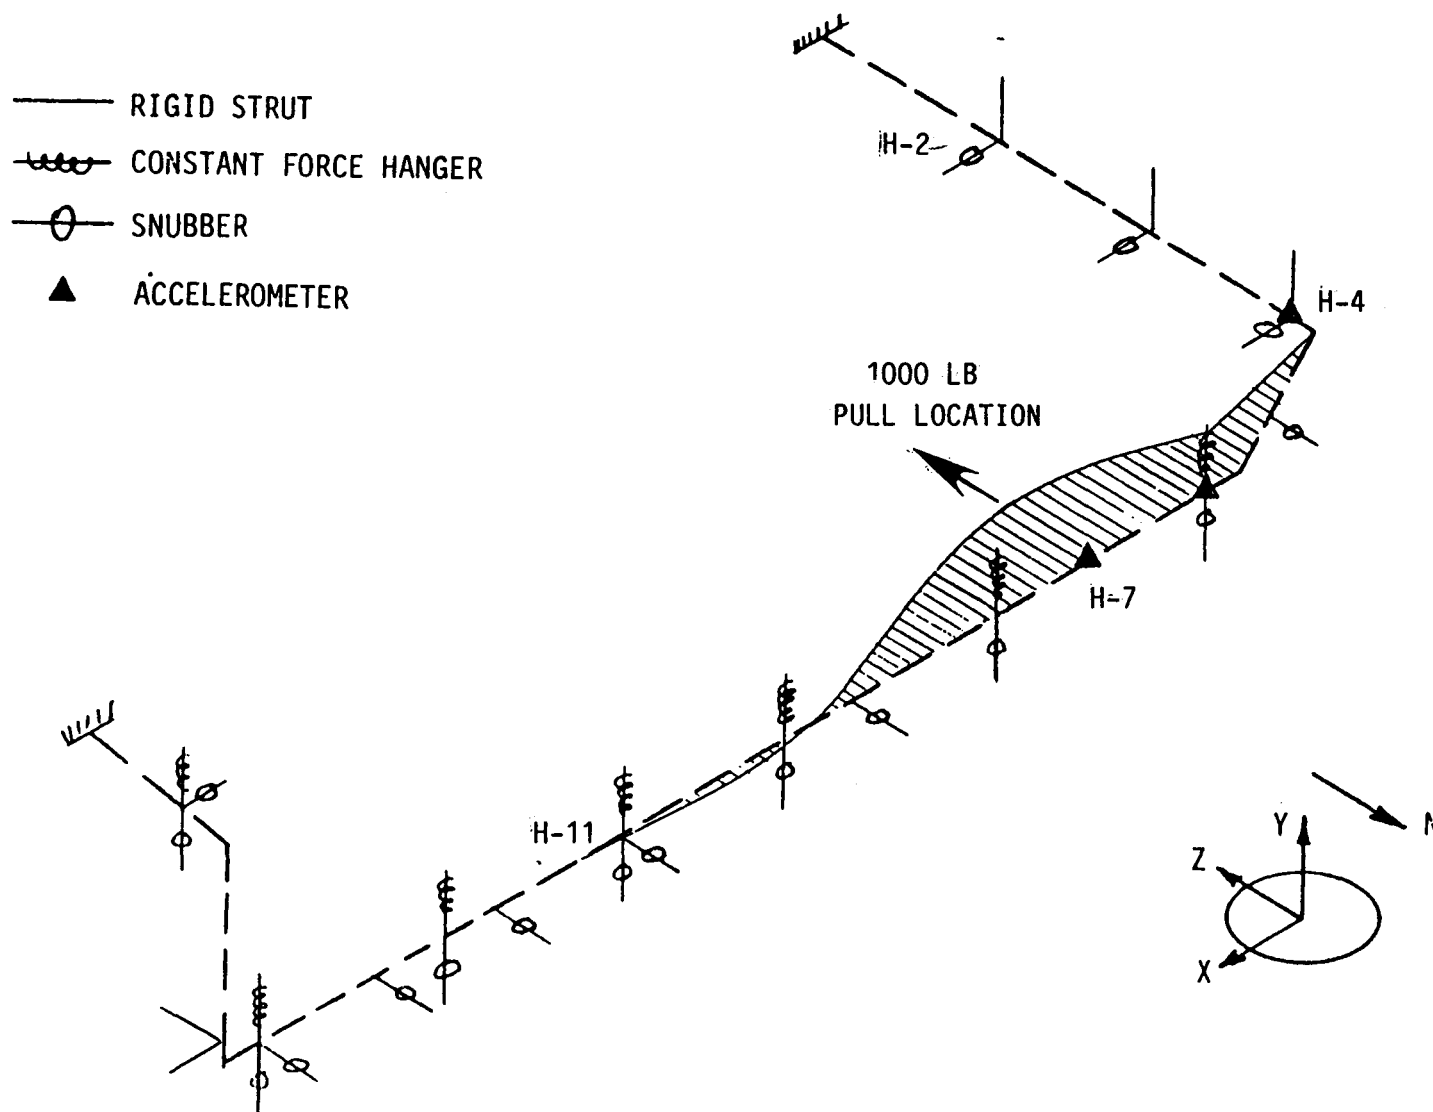 RIGID STRUT
CONSTANT FORCE HANGER
SNUBBER
ACCELEROMETER
H-2
H-4
1000 LB
PULL LOCATION
H-7
H-11
Y
Z
X